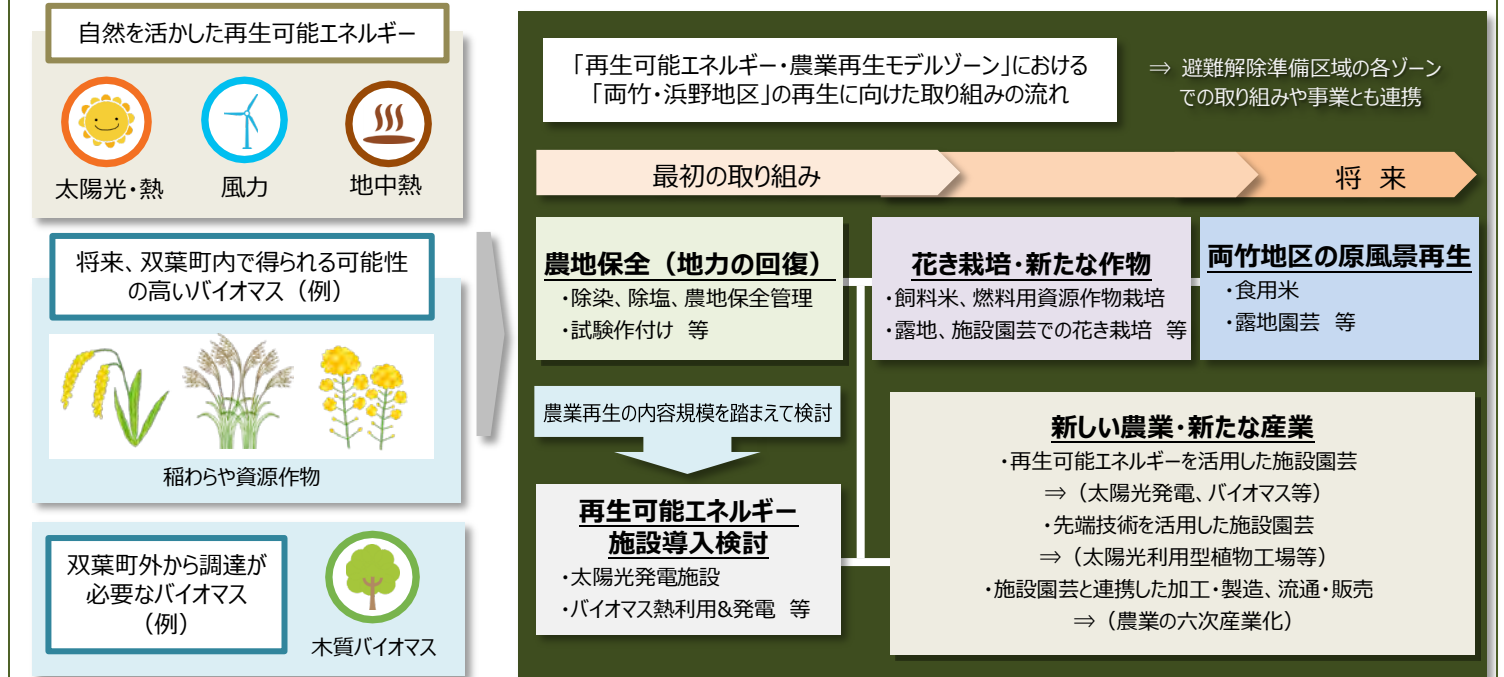 自然を活かした再生可能エネルギー
太陽光・熱
風力
地中熱
将来、双葉町内で得られる可能性
の高いバイオマス（例）
稲わらや資源作物
双葉町外から調達が
必要なバイオマス
（例）
木質バイオマス
「再生可能エネルギー・農業再生モデルゾーン」における
「両竹・浜野地区」の再生に向けた取り組みの流れ
⇒ 避難解除準備区域の各ゾーン
での取り組みや事業とも連携
最初の取り組み
将 来
農地保全（地力の回復）
・除染、除塩、農地保全管理
・試験作付け 等
花き栽培・新たな作物
・飼料米、燃料用資源作物栽培
・露地、施設園芸での花き栽培 等
両竹地区の原風景再生
・食用米
・露地園芸 等
農業再生の内容規模を踏まえて検討
再生可能エネルギー
施設導入検討
・太陽光発電施設
・バイオマス熱利用&発電 等
新しい農業・新たな産業
・再生可能エネルギーを活用した施設園芸
⇒（太陽光発電、バイオマス等）
・先端技術を活用した施設園芸
⇒（太陽光利用型植物工場等）
・施設園芸と連携した加工・製造、流通・販売
⇒（農業の六次産業化）